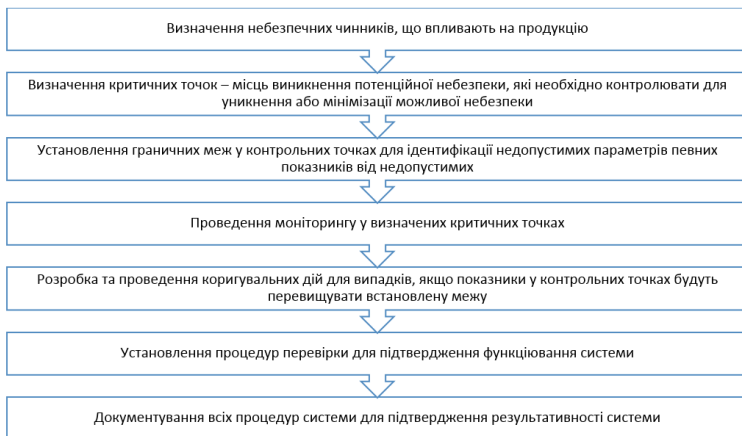 Визначення небезпечних чинників, що впливають на продукцію
Визначення критичних точок – місць виникнення потенційної небезпеки, які необхідно контролювати для
уникнення або мінімізації можливої небезпеки
Установлення граничних меж у контрольних точках для ідентифікації недопустимих параметрів певних
показників від недопустимих
Проведення моніторингу у визначених критичних точках
Розробка та проведення коригувальних дій для випадків, якщо показники у контрольних точках будуть
перевищувати встановлену межу
Установлення процедур перевірки для підтвердження функціювання системи
Документування всіх процедур системи для підтвердження результативності системи